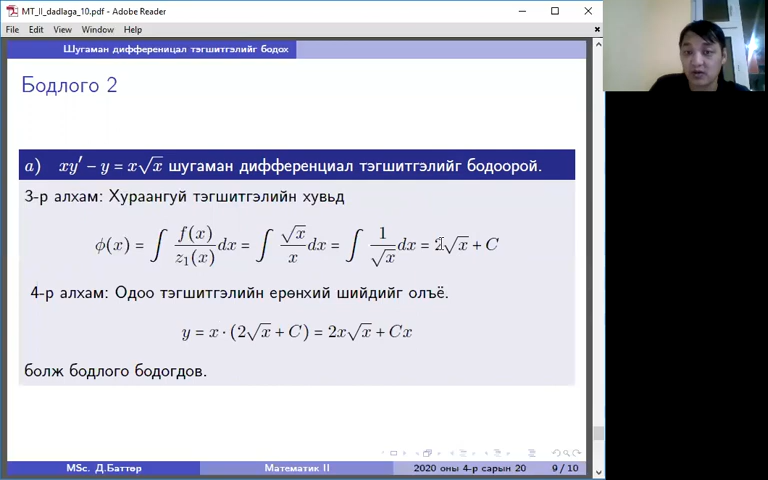 MT_II_dadlaga_10.pdf - Adobe Reader
File Edit View Window Help
Шугаман дифференицал тэгшитгэлийг бодох
Бодлого 2
a) xy′ − y = x√x шугаман дифференциал тэгшитгэлийг бодоорой.
3-р алхам: Хураангуй тэгшитгэлийн хувьд
ϕ(x) = ∫ f(x)/z₁(x) dx = ∫ √x/x dx = ∫ 1/√x dx = 2√x + C
4-р алхам: Одоо тэгшитгэлийн ерөнхий шийдийг олъё.
y = x · (2√x + C) = 2x√x + Cx
болж бодлого бодогдов.
MSc. Д.Баттөр Математик II 2020 оны 4-р сарын 20 9 / 10